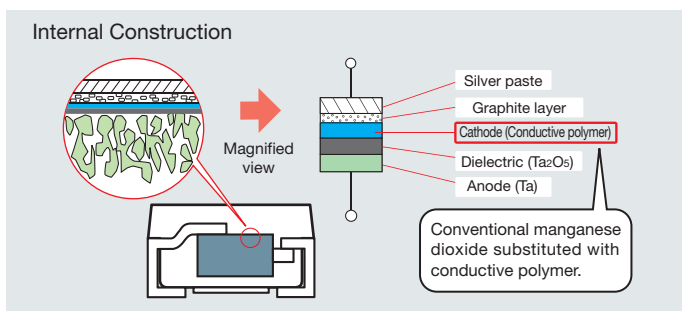 Internal Construction
Magnified
view
Silver paste
Graphite layer
Cathode (Conductive polymer)
Dielectric (Ta2O5)
Anode (Ta)
Conventional manganese
dioxide substituted with
conductive polymer.